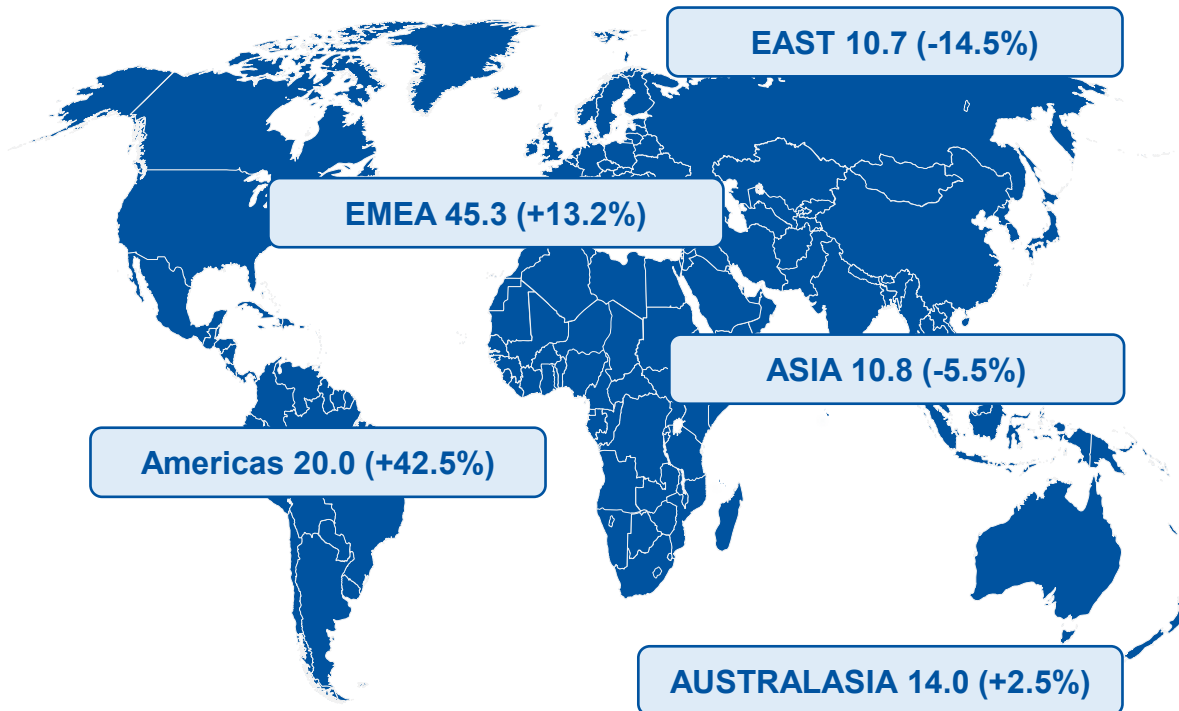 EAST 10.7 (-14.5%)
EMEA 45.3 (+13.2%)
ASIA 10.8 (-5.5%)
Americas 20.0 (+42.5%)
AUSTRALASIA 14.0 (+2.5%)